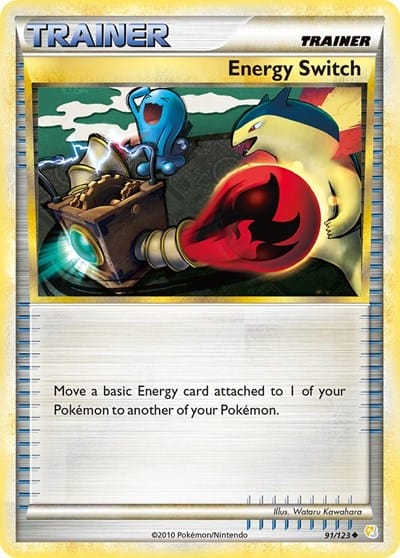 TRAINER
TRAINER
Energy Switch
Move a basic Energy card attached to 1 of your
Pokémon to another of your Pokémon.
Illus. Wataru Kawahara
©2010 Pokémon/Nintendo
91/123 ◆